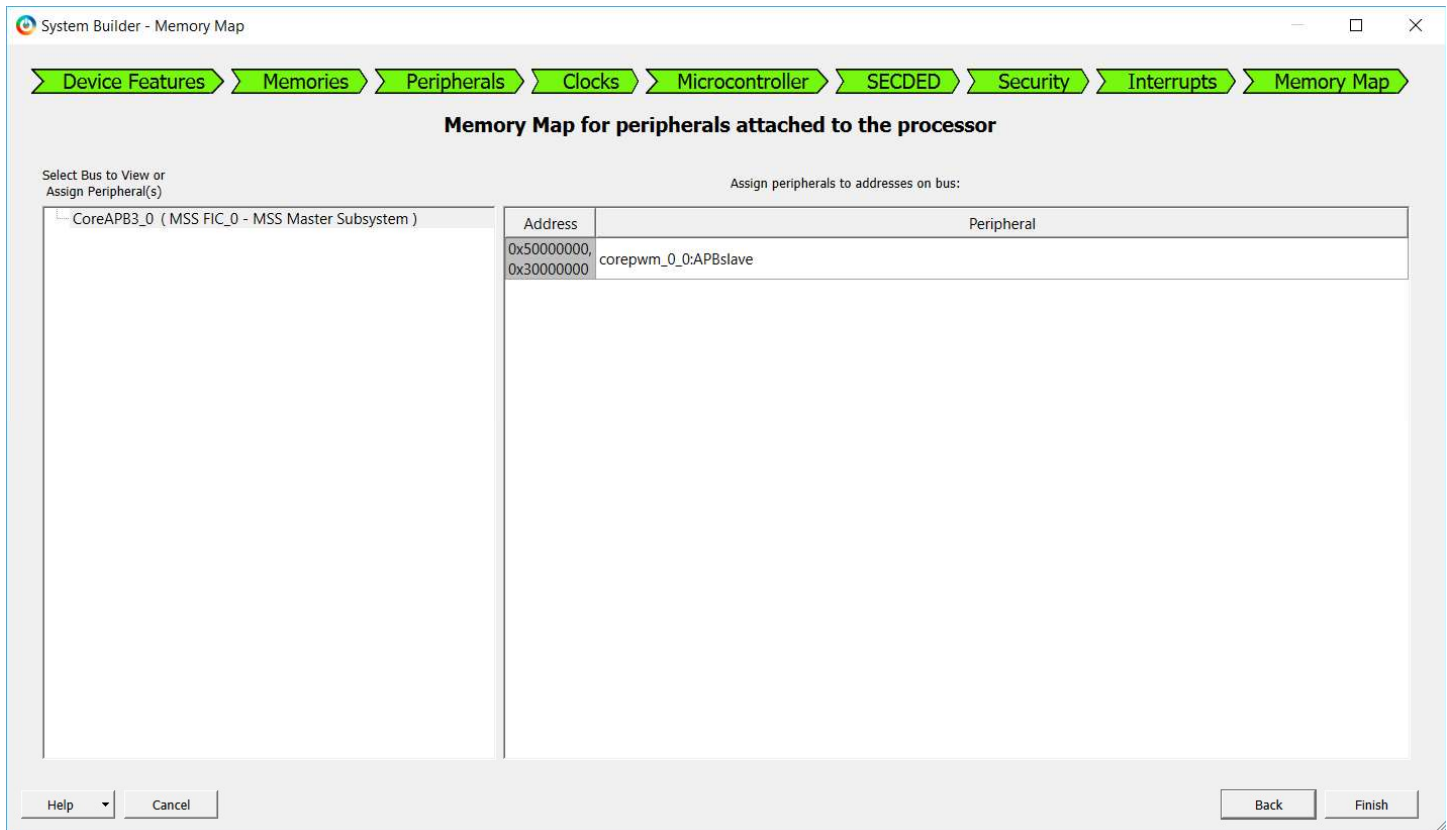 System Builder - Memory Map
Device Features Memories Peripherals Clocks Microcontroller SECDED Security Interrupts Memory Map
Memory Map for peripherals attached to the processor
Select Bus to View or
Assign Peripheral(s)
Assign peripherals to addresses on bus:
CoreAPB3_0 ( MSS FIC_0 - MSS Master Subsystem )
Address Peripheral
0x50000000,
0x30000000
corepwm_0_0:APBslave
Help Cancel Back Finish